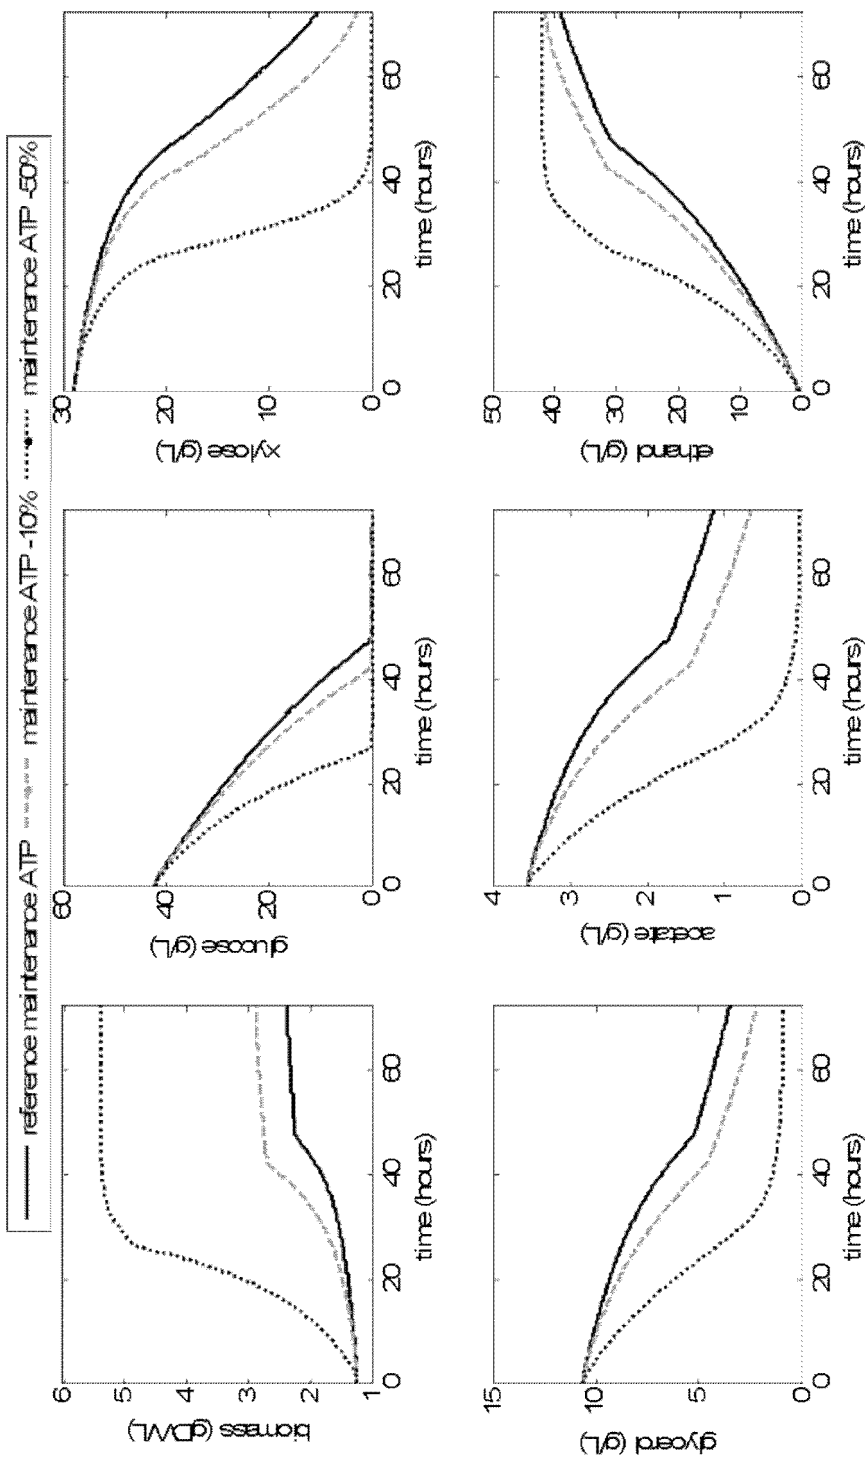 reference maintenance ATP maintenance ATP -10% maintenance ATP -50%
biomass (gDW/L)
6
5
4
3
2
1
0 20 40 60
time (hours)
glucose (g/L)
60
40
20
0
0 20 40 60
time (hours)
xylose (g/L)
30
20
10
0
0 20 40 60
time (hours)
glycerol (g/L)
15
10
5
0
0 20 40 60
time (hours)
acetate (g/L)
4
3
2
1
0
0 20 40 60
time (hours)
ethanol (g/L)
50
40
30
20
10
0
0 20 40 60
time (hours)